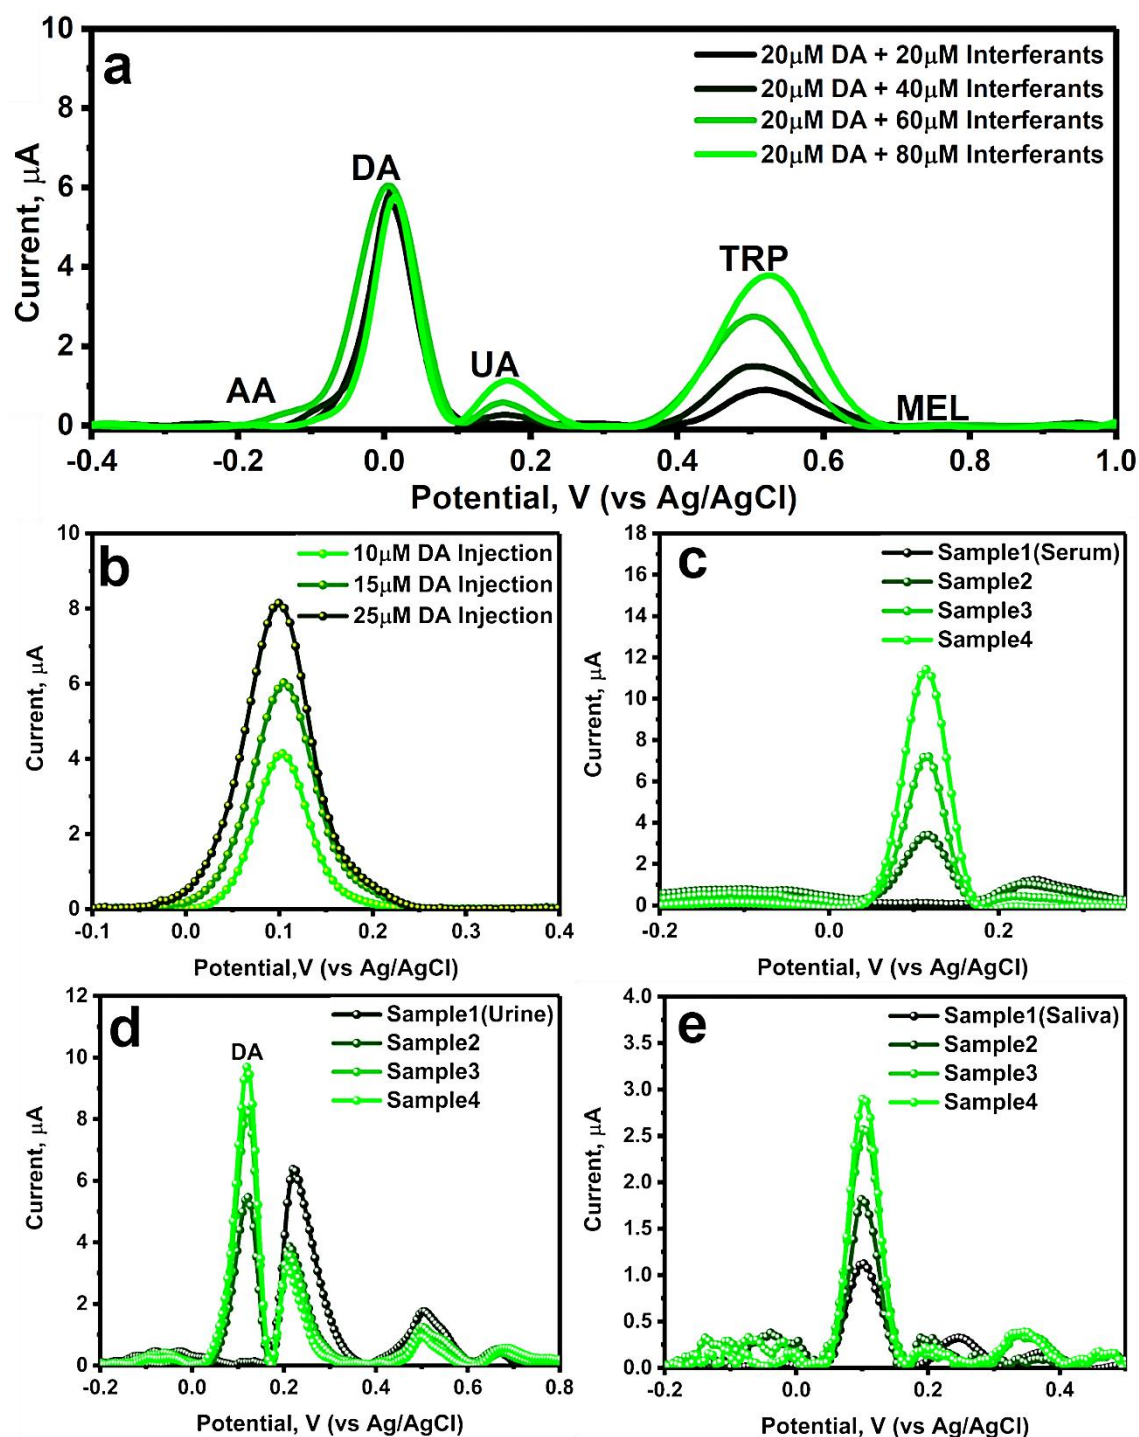 a
20μM DA + 20μM Interferants
20μM DA + 40μM Interferants
20μM DA + 60μM Interferants
20μM DA + 80μM Interferants
10
8
6
4
2
0
Current, μA
DA
TRP
UA
AA
MEL
-0.4
-0.2
0.0
0.2
0.4
0.6
0.8
1.0
Potential, V (vs Ag/AgCl)
b
10μM DA Injection
15μM DA Injection
25μM DA Injection
10
8
6
4
2
0
Current, μA
-0.1
0.0
0.1
0.2
0.3
0.4
Potential,V (vs Ag/AgCl)
c
Sample1(Serum)
Sample2
Sample3
Sample4
18
16
14
12
10
8
6
4
2
0
Current, μA
-0.2
0.0
0.2
Potential, V (vs Ag/AgCl)
d
DA
Sample1(Urine)
Sample2
Sample3
Sample4
12
10
8
6
4
2
0
Current, μA
-0.2
0.0
0.2
0.4
0.6
0.8
Potential, V (vs Ag/AgCl)
e
Sample1(Saliva)
Sample2
Sample3
Sample4
4.0
3.5
3.0
2.5
2.0
1.5
1.0
0.5
0.0
Current, μA
-0.2
0.0
0.2
0.4
Potential, V (vs Ag/AgCl)